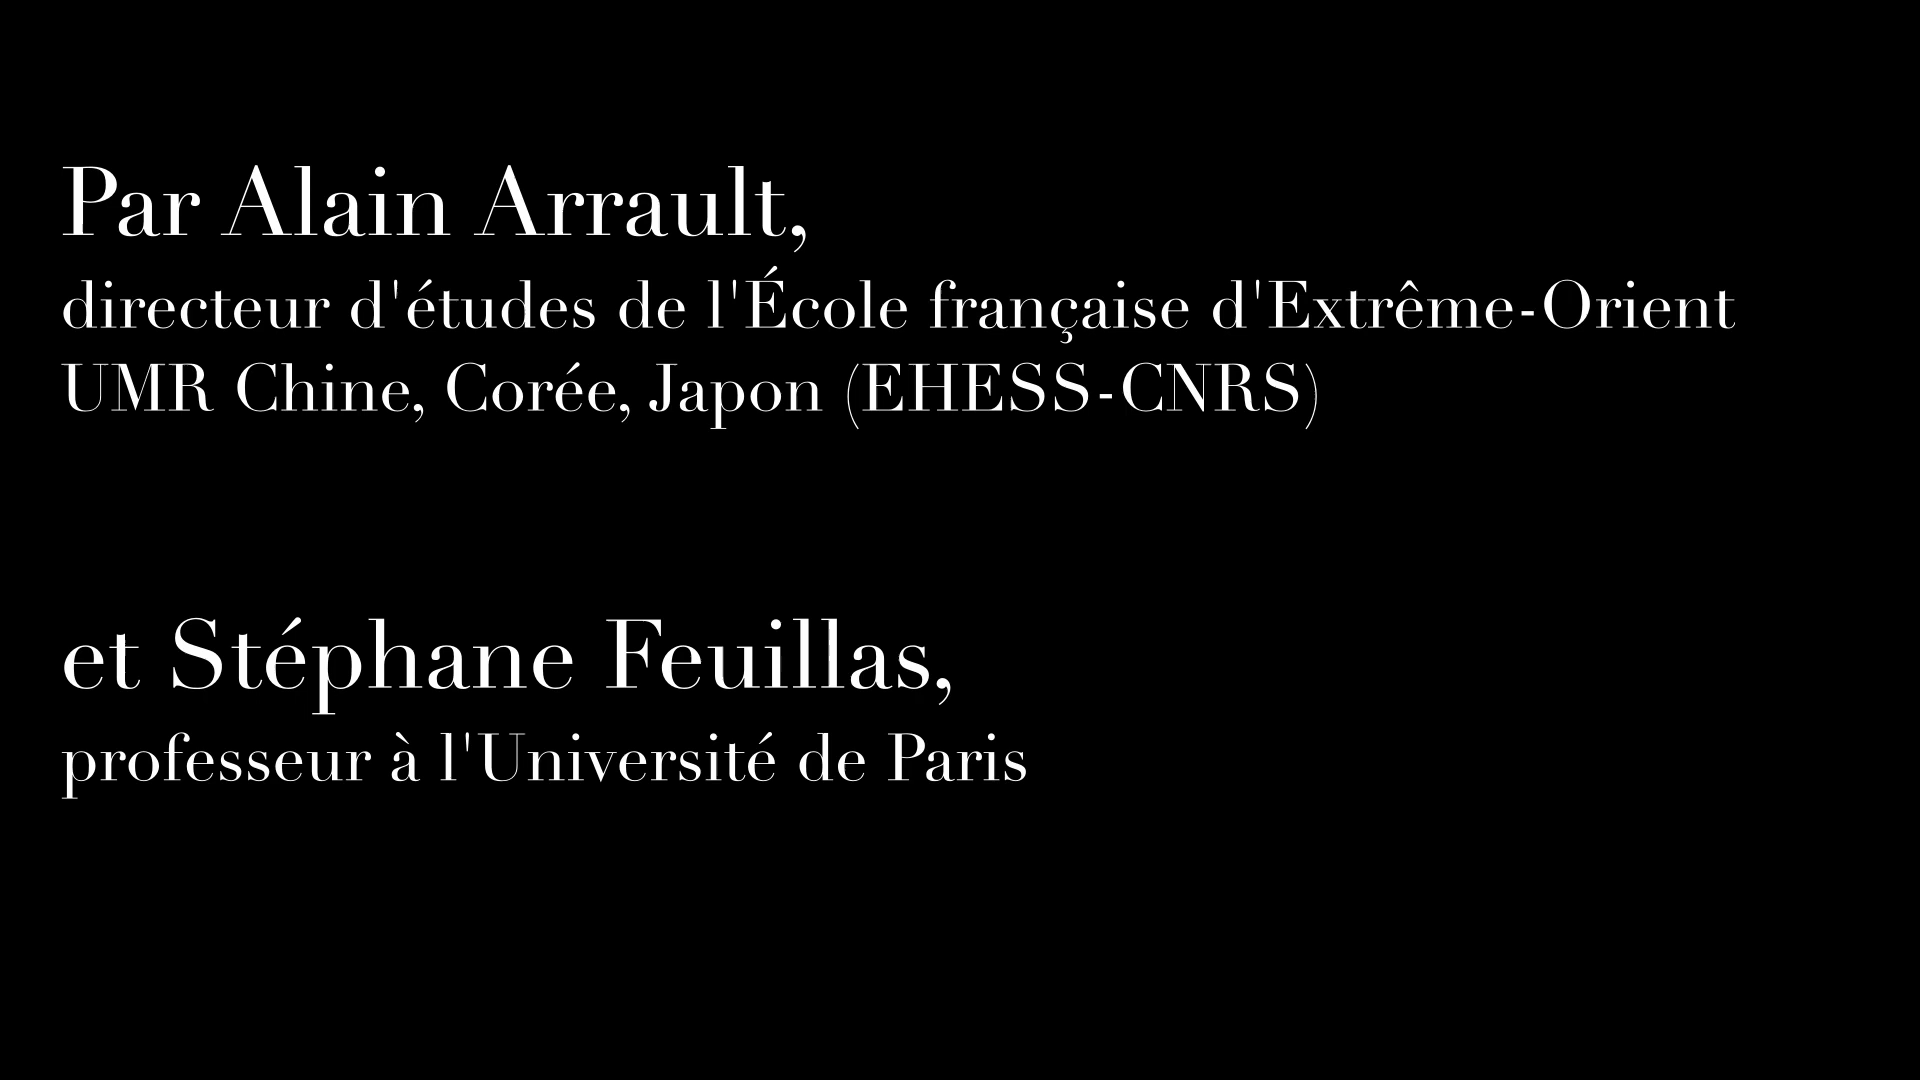 Par Alain Arrault,
directeur d'études de l'École française d'Extrême-Orient
UMR Chine, Corée, Japon (EHESS-CNRS)
et Stéphane Feuillas,
professeur à l'Université de Paris